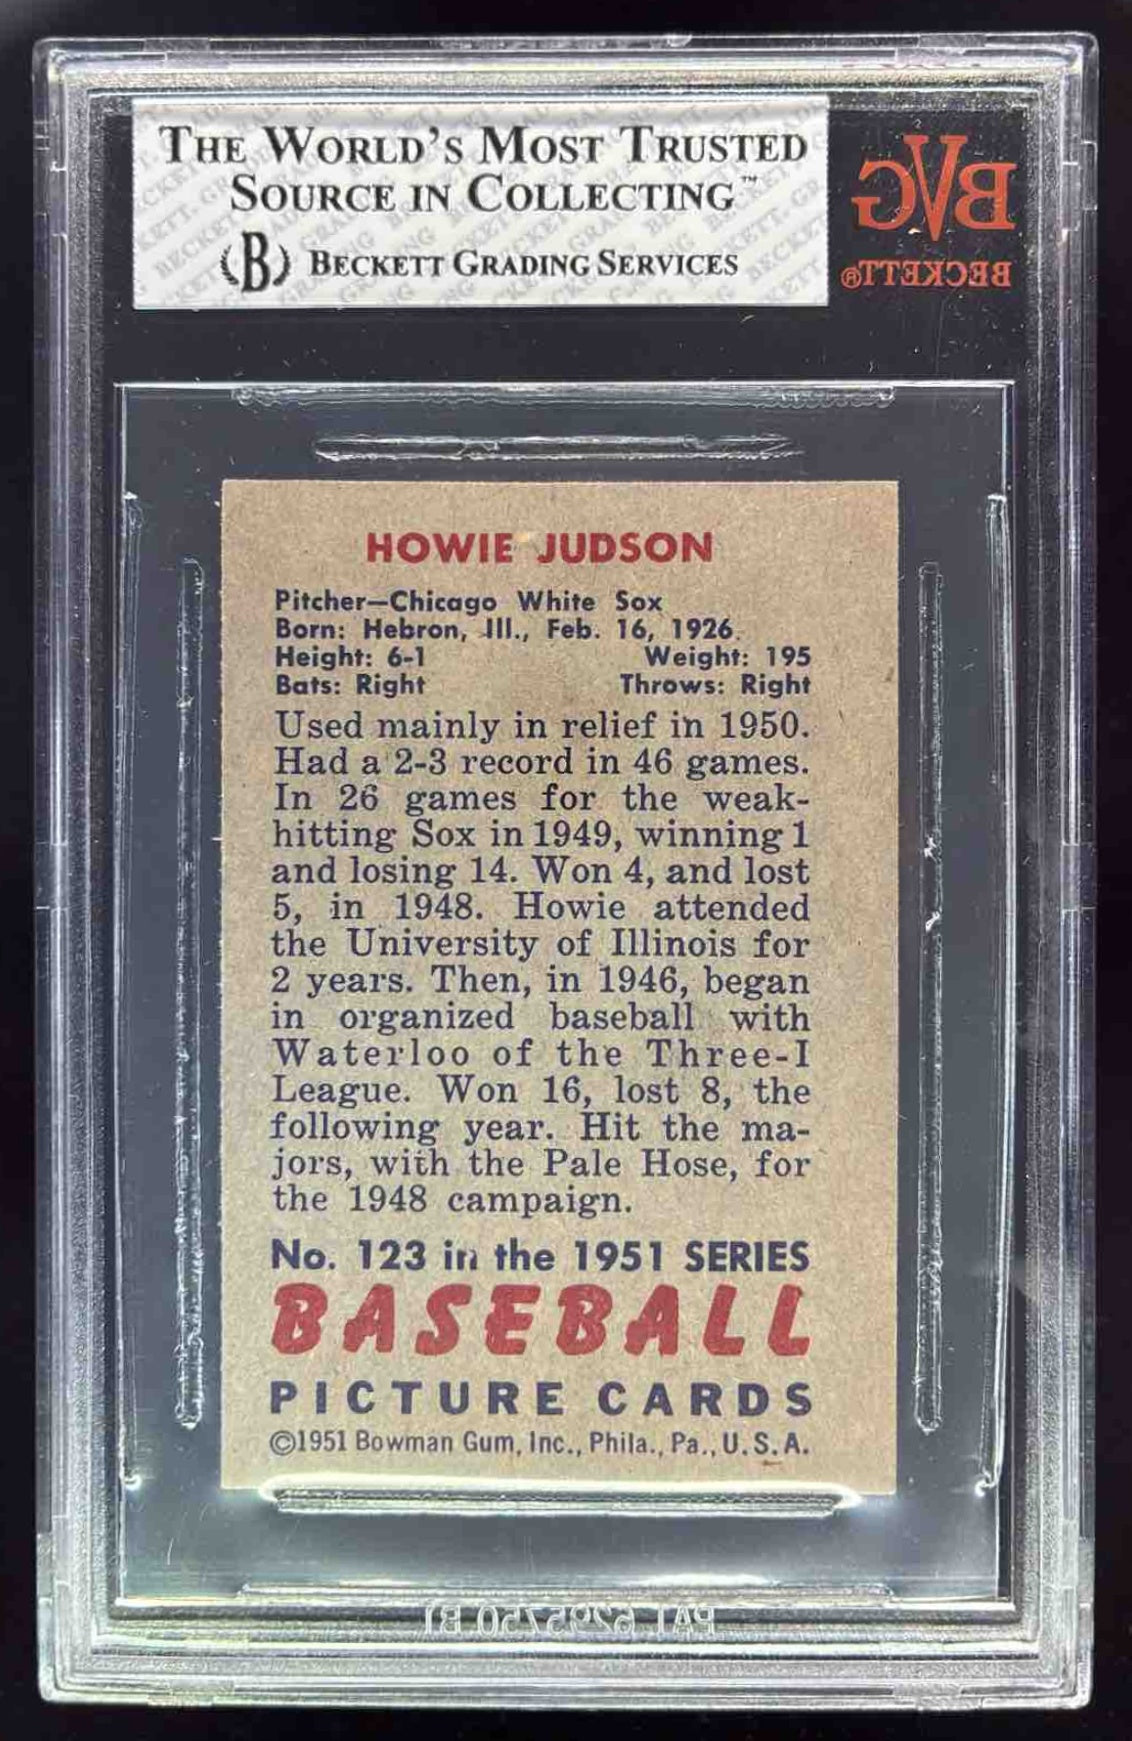 THE WORLD'S MOST TRUSTED
SOURCE IN COLLECTING™
(B) BECKETT GRADING SERVICES
BVG
BECKETT®
HOWIE JUDSON
Pitcher—Chicago White Sox
Born: Hebron, Ill., Feb. 16, 1926.
Height: 6-1 Weight: 195
Bats: Right Throws: Right
Used mainly in relief in 1950.
Had a 2-3 record in 46 games.
In 26 games for the weak-
hitting Sox in 1949, winning 1
and losing 14. Won 4, and lost
5, in 1948. Howie attended
the University of Illinois for
2 years. Then, in 1946, began
in organized baseball with
Waterloo of the Three-I
League. Won 16, lost 8, the
following year. Hit the ma-
jors, with the Pale Hose, for
the 1948 campaign.
No. 123 in the 1951 SERIES
BASEBALL
PICTURE CARDS
©1951 Bowman Gum, Inc., Phila., Pa., U.S.A.
PAT 6295750 B1